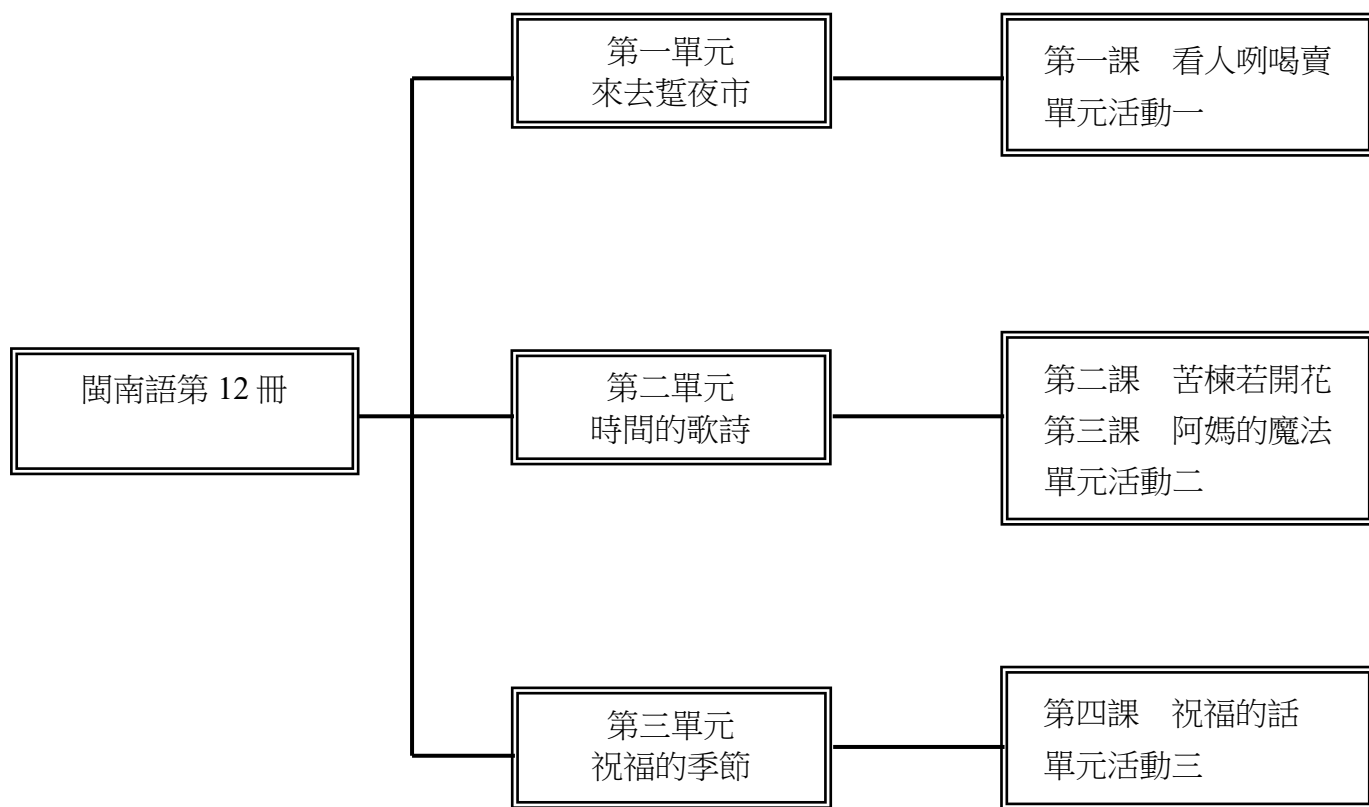 閩南語第 12 冊
第一單元
來去踅夜市
第一課　看人咧喝賣
單元活動一
第二單元
時間的歌詩
第二課　苦楝若開花
第三課　阿媽的魔法
單元活動二
第三單元
祝福的季節
第四課　祝福的話
單元活動三